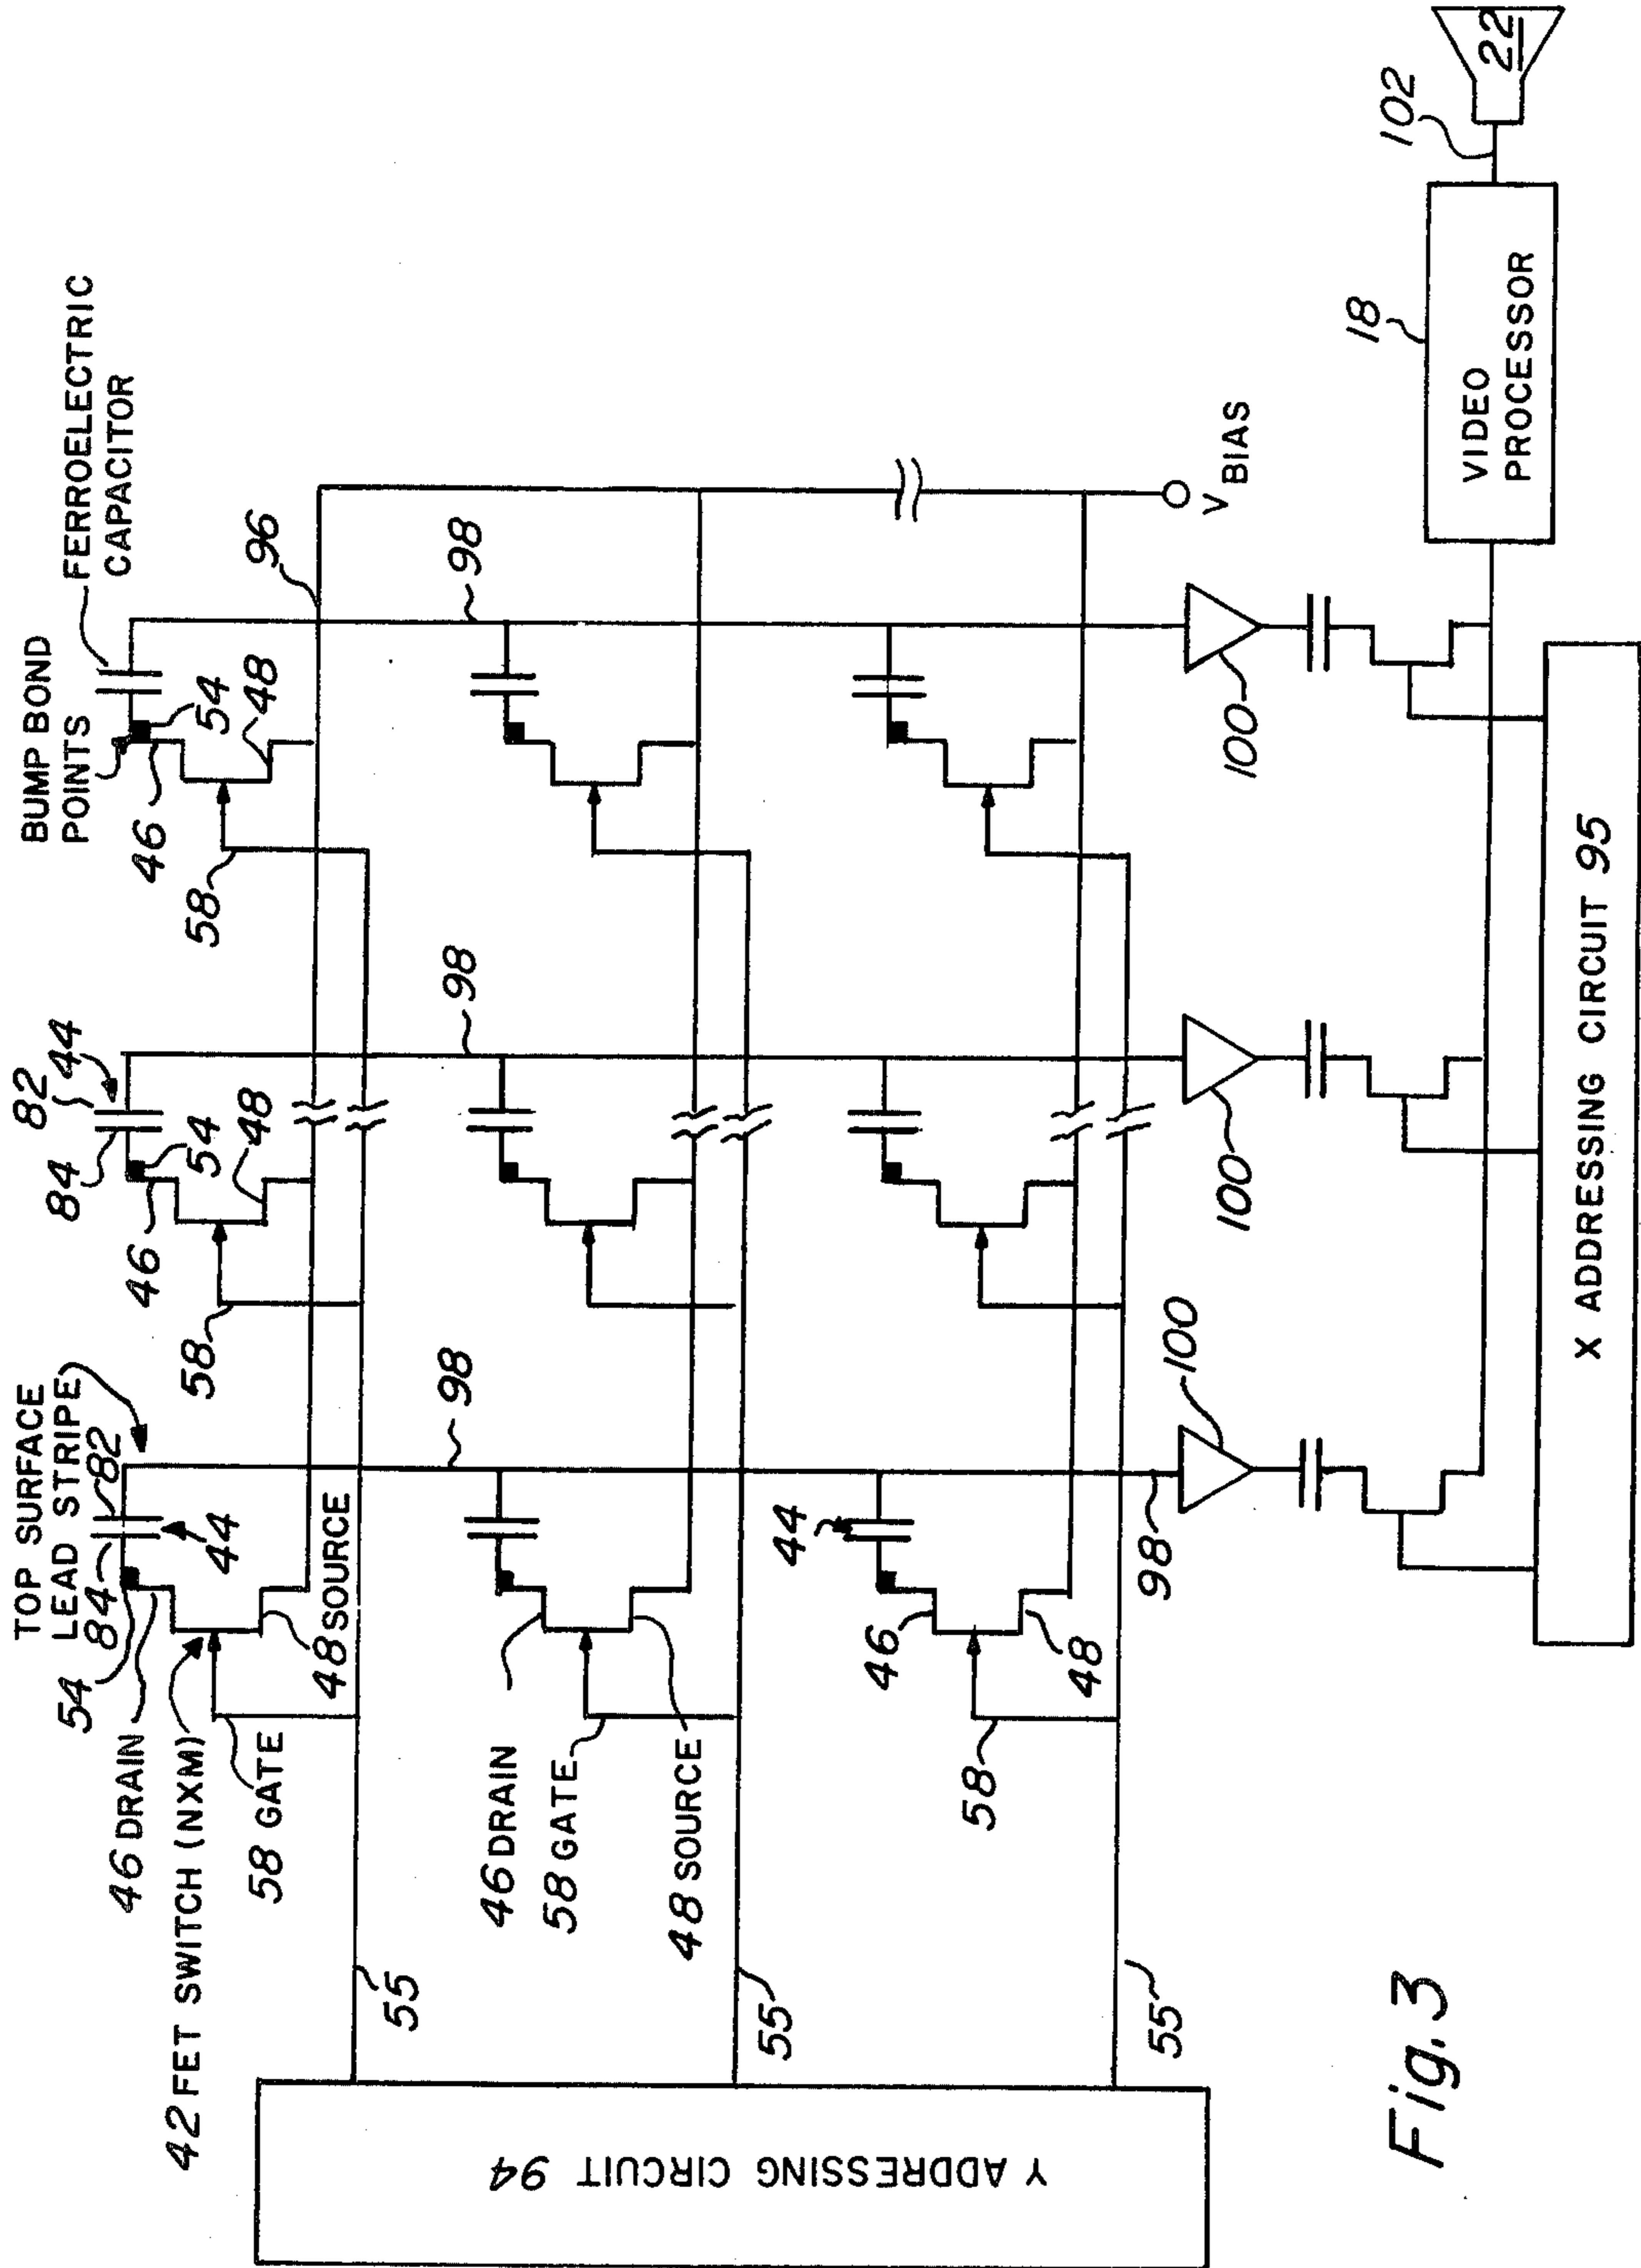 TOP SURFACE
LEAD STRIPE
54
84
82
44
46 DRAIN
42 FET SWITCH (NXM)
58 GATE
48 SOURCE
98
82
84
44
46
54
48
58
98
BUMP BOND
POINTS
FERROELECTRIC
CAPACITOR
46
54
48
58
96
98
55
46 DRAIN
58 GATE
48 SOURCE
55
44
46
48
58
55
98
100
100
100
V BIAS
Y ADDRESSING CIRCUIT 94
X ADDRESSING CIRCUIT 95
18
VIDEO
PROCESSOR
102
22
Fig. 3